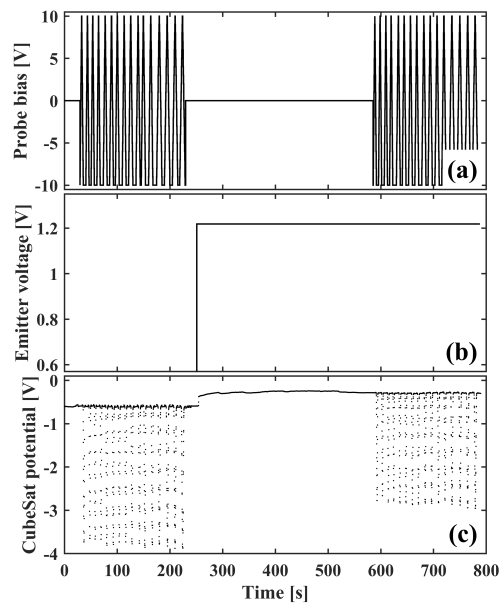 10
5
0
-5
-10
Probe bias [V]
(a)
1.2
1
0.8
0.6
Emitter voltage [V]
(b)
0
-1
-2
-3
-4
CubeSat potential [V]
(c)
0 100 200 300 400 500 600 700 800
Time [s]